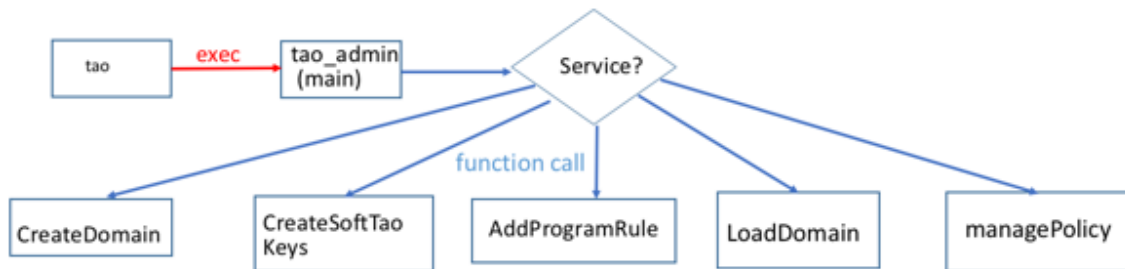 tao
exec
tao_admin
(main)
Service?
function call
CreateDomain
CreateSoftTao
Keys
AddProgramRule
LoadDomain
managePolicy